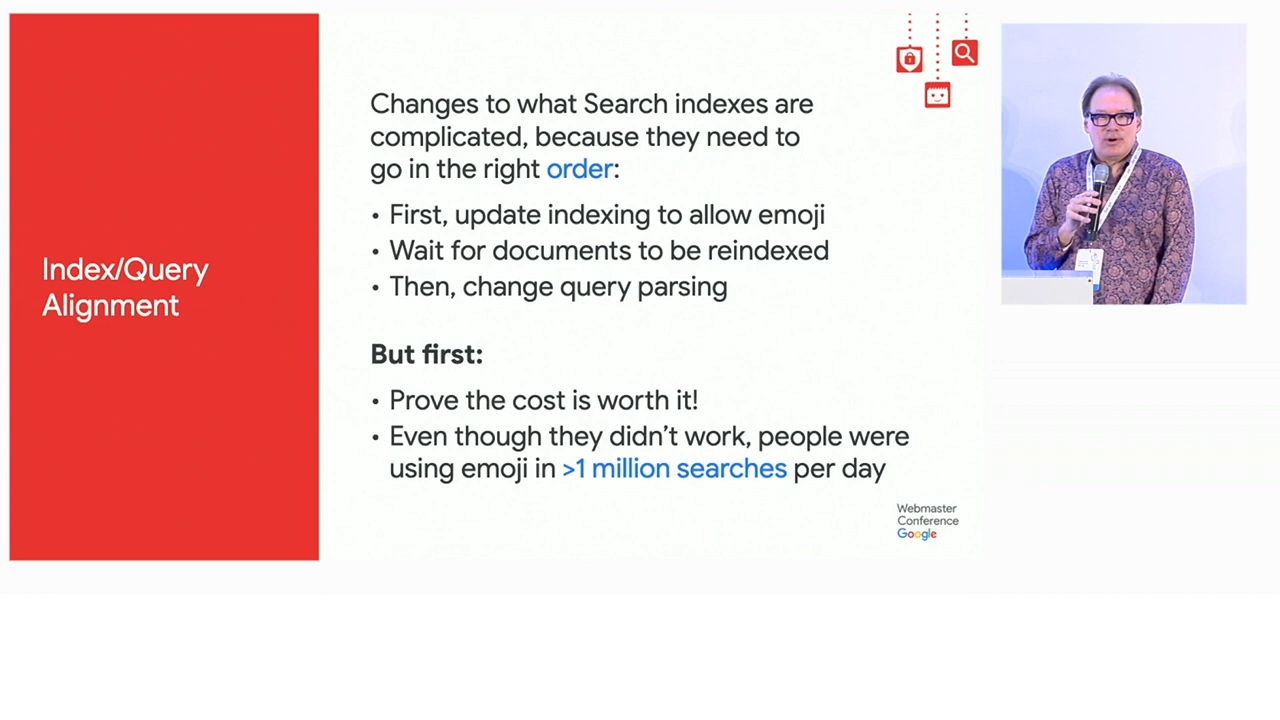 Index/Query
Alignment
Changes to what Search indexes are
complicated, because they need to
go in the right order:
• First, update indexing to allow emoji
• Wait for documents to be reindexed
• Then, change query parsing
But first:
• Prove the cost is worth it!
• Even though they didn’t work, people were
using emoji in >1 million searches per day
Webmaster
Conference
Google